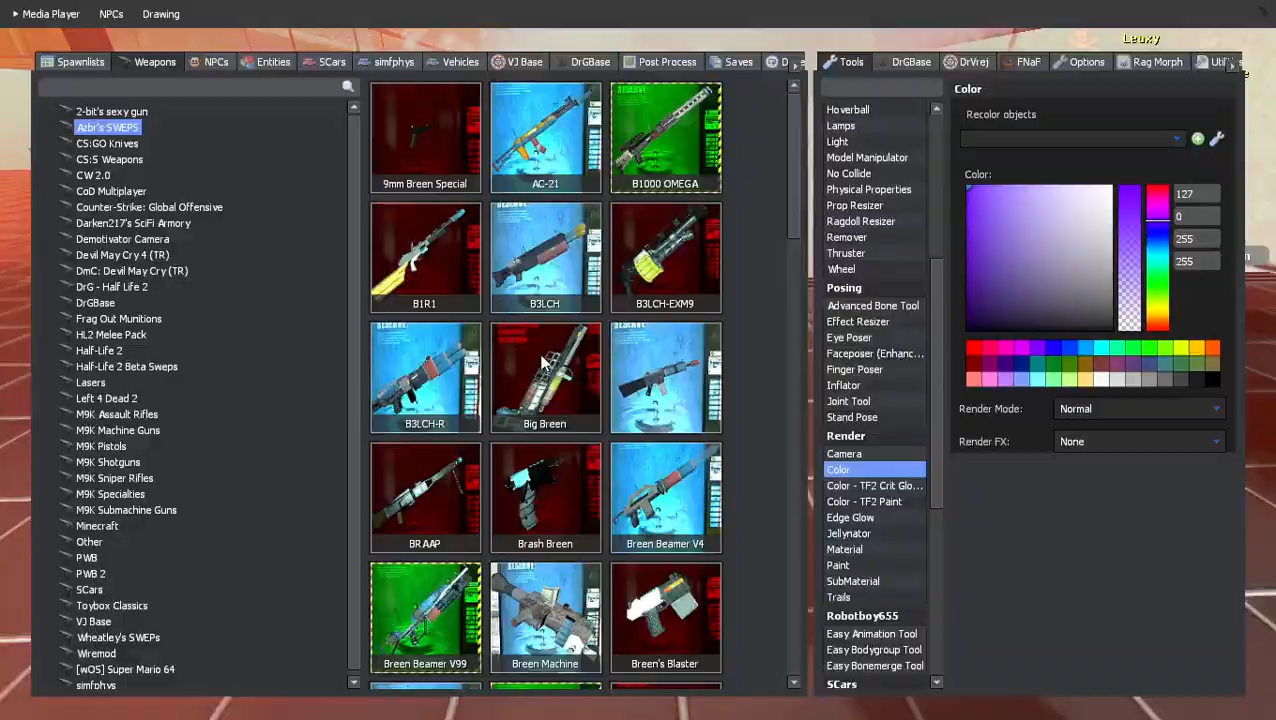 Media Player NPCs Drawing
Leuxy
Spawnlists Weapons NPCs Entities SCars simfphys Vehicles VJ Base DrGBase Post Process Saves
Tools DrGBase DrVrej FNaF Options Rag Morph
2-bit's sexy gun
Azbr's SWEPS
CS:GO Knives
CS:S Weapons
CW 2.0
CoD Multiplayer
Counter-Strike: Global Offensive
Darken217's SciFi Armory
Demotivator Camera
Devil May Cry 4 (TR)
DmC: Devil May Cry (TR)
DrG - Half Life 2
DrGBase
Frag Out Munitions
HL2 Melee Pack
Half-Life 2
Half-Life 2 Beta Sweps
Lasers
Left 4 Dead 2
M9K Assault Rifles
M9K Machine Guns
M9K Pistols
M9K Shotguns
M9K Sniper Rifles
M9K Specialties
M9K Submachine Guns
Minecraft
Other
PWB
PWB 2
SCars
Toybox Classics
VJ Base
Wheatley's SWEPs
Wiremod
[wOS] Super Mario 64
simfphys
9mm Breen Special AC-21 B1000 OMEGA
B1R1 B3LCH B3LCH-EXM9
B3LCH-R Big Breen
BRAAP Brash Breen Breen Beamer V4
Breen Beamer V99 Breen Machine Breen's Blaster
Hoverball
Lamps
Light
Model Manipulator
No Collide
Physical Properties
Prop Resizer
Ragdoll Resizer
Remover
Thruster
Wheel
Posing
Advanced Bone Tool
Effect Resizer
Eye Poser
Faceposer (Enhanc...
Finger Poser
Inflator
Joint Tool
Stand Pose
Render
Camera
Color
Color - TF2 Crit Glo...
Color - TF2 Paint
Edge Glow
Jellynator
Material
Paint
SubMaterial
Trails
Robotboy655
Easy Animation Tool
Easy Bodygroup Tool
Easy Bonemerge Tool
SCars
Color
Recolor objects
Color:
127
0
255
255
Render Mode: Normal
Render FX: None